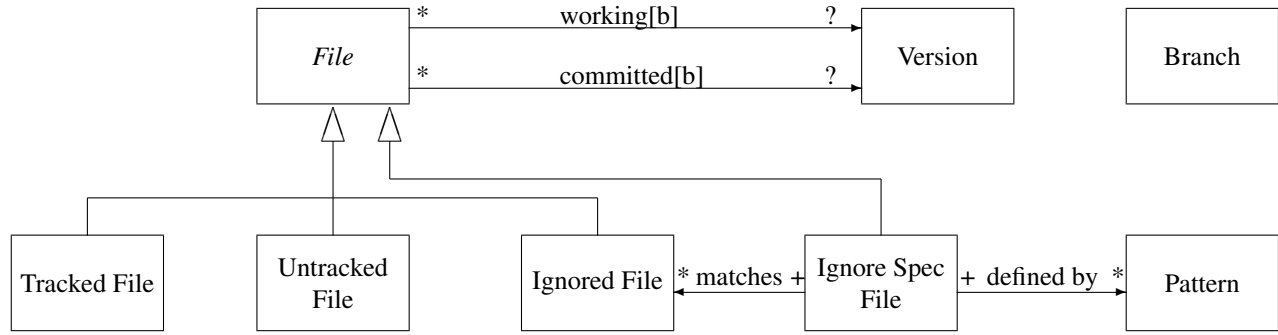 * working[b] ?
File Version Branch
* committed[b] ?
Tracked File
Untracked
File
Ignored File
* matches +
Ignore Spec
File
+ defined by *
Pattern